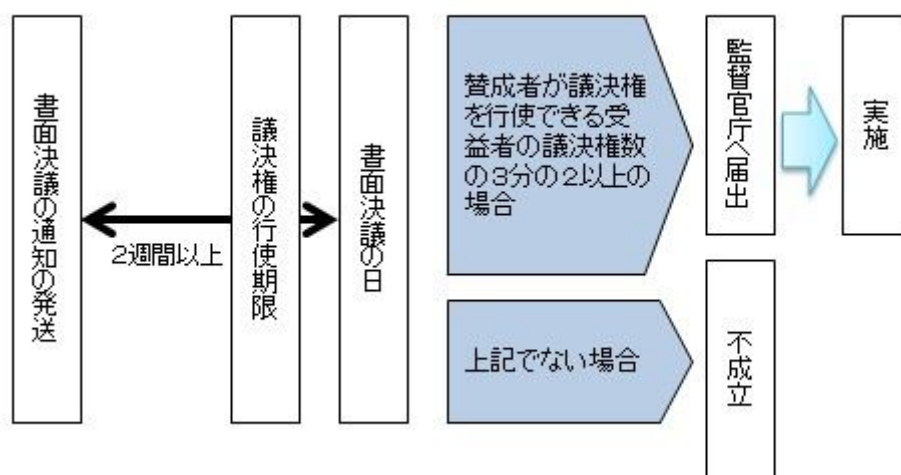 書面決議の通知の発送
2週間以上
議決権の行使期限
書面決議の日
賛成者が議決権
を行使できる受
益者の議決権数
の3分の2以上の
場合
監督官庁へ届出
実施
上記でない場合
不成立